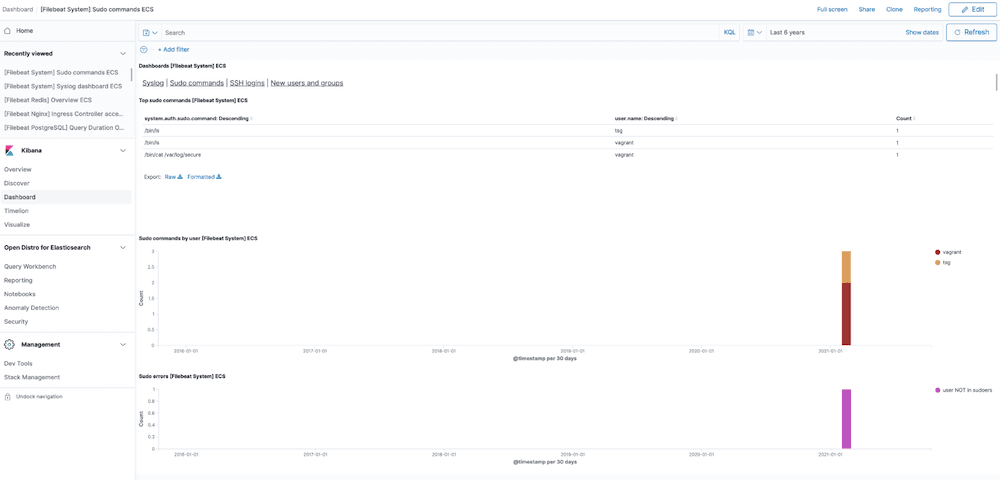 Dashboard / [Filebeat System] Sudo commands ECS
Full screen Share Clone Reporting Edit
Home
Recently viewed
[Filebeat System] Sudo commands ECS
[Filebeat System] Syslog dashboard ECS
[Filebeat Redis] Overview ECS
[Filebeat Nginx] Ingress Controller acce...
[Filebeat PostgreSQL] Query Duration O...
Kibana
Overview
Discover
Dashboard
Timelion
Visualize
Open Distro for Elasticsearch
Query Workbench
Reporting
Notebooks
Anomaly Detection
Security
Management
Dev Tools
Stack Management
Undock navigation
Search KQL Last 6 years Show dates Refresh
+ Add filter
Dashboards [Filebeat System] ECS
Syslog | Sudo commands | SSH logins | New users and groups
Top sudo commands [Filebeat System] ECS
system.auth.sudo.command: Descending user.name: Descending Count
/bin/ls tsg 1
/bin/ls vagrant 1
/bin/cat /var/log/secure vagrant 1
Export: Raw Formatted
Sudo commands by user [Filebeat System] ECS
3
2.5
2
1.5
1
0.5
0
Count
2016-01-01 2017-01-01 2018-01-01 2019-01-01 2020-01-01 2021-01-01
@timestamp per 30 days
vagrant
tsg
Sudo errors [Filebeat System] ECS
1
0.8
0.6
0.4
0.3
0
Count
2016-01-01 2017-01-01 2018-01-01 2019-01-01 2020-01-01 2021-01-01
@timestamp per 30 days
user NOT in sudoers